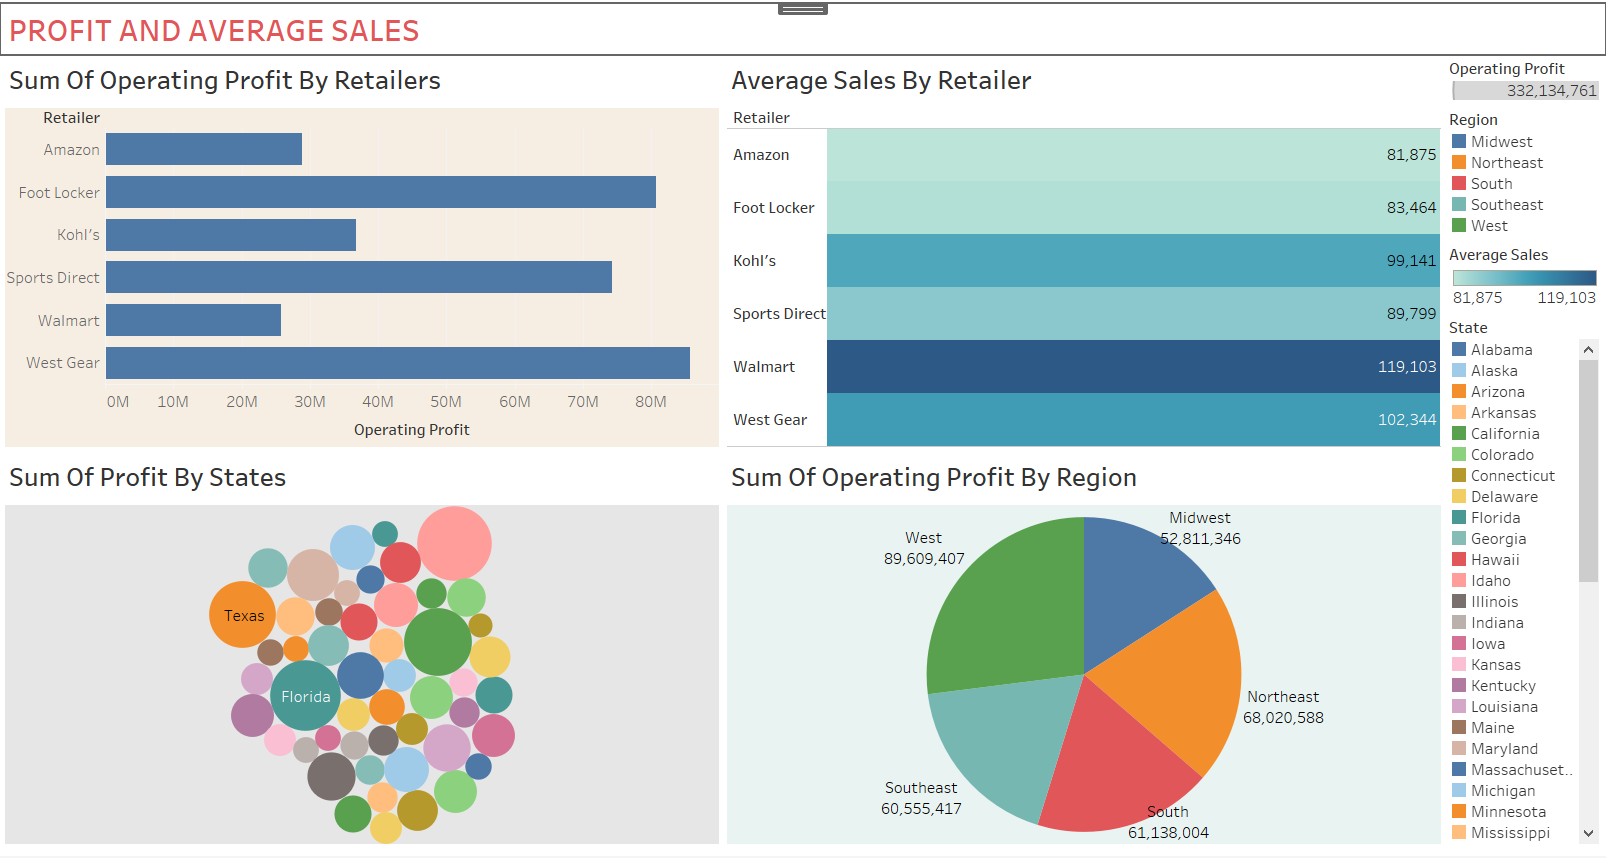 PROFIT AND AVERAGE SALES
Sum Of Operating Profit By Retailers
Retailer
Amazon
Foot Locker
Kohl's
Sports Direct
Walmart
West Gear
0M 10M 20M 30M 40M 50M 60M 70M 80M
Operating Profit
Average Sales By Retailer
Retailer
Amazon 81,875
Foot Locker 83,464
Kohl's 99,141
Sports Direct 89,799
Walmart 119,103
West Gear 102,344
Sum Of Profit By States
Texas
Florida
Sum Of Operating Profit By Region
Midwest
52,811,346
West
89,609,407
Northeast
68,020,588
Southeast
60,555,417
South
61,138,004
Operating Profit
332,134,761
Region
Midwest
Northeast
South
Southeast
West
Average Sales
81,875 119,103
State
Alabama
Alaska
Arizona
Arkansas
California
Colorado
Connecticut
Delaware
Florida
Georgia
Hawaii
Idaho
Illinois
Indiana
Iowa
Kansas
Kentucky
Louisiana
Maine
Maryland
Massachuset..
Michigan
Minnesota
Mississippi